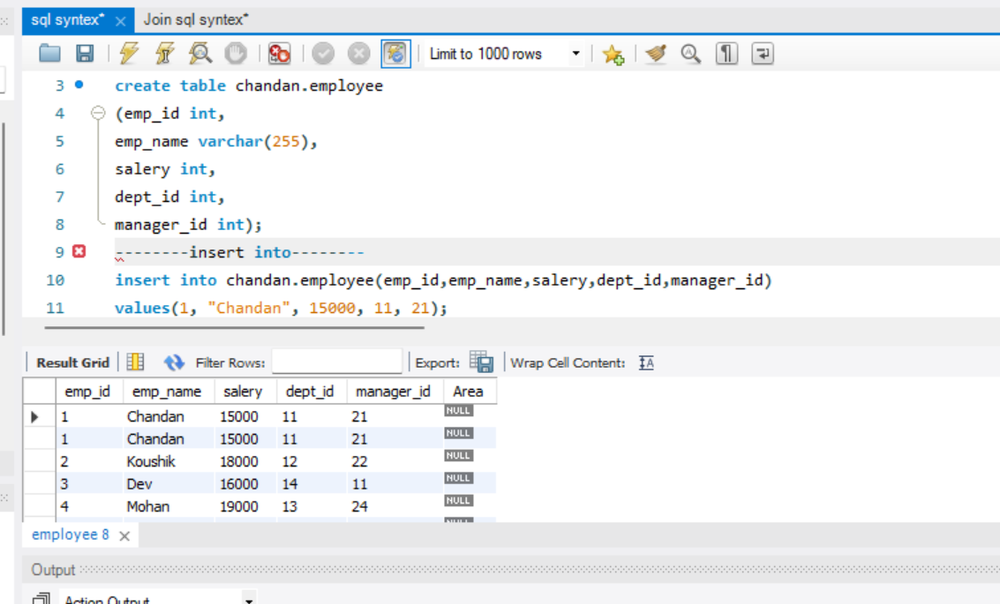 sql syntex* Join sql syntex*
Limit to 1000 rows
3 create table chandan.employee
4 (emp_id int,
5 emp_name varchar(255),
6 salery int,
7 dept_id int,
8 manager_id int);
9 --------insert into--------
10 insert into chandan.employee(emp_id,emp_name,salery,dept_id,manager_id)
11 values(1, "Chandan", 15000, 11, 21);
Result Grid Filter Rows: Export: Wrap Cell Content: IA
emp_id emp_name salery dept_id manager_id Area
1 Chandan 15000 11 21 NULL
1 Chandan 15000 11 21 NULL
2 Koushik 18000 12 22 NULL
3 Dev 16000 14 11 NULL
4 Mohan 19000 13 24 NULL
NULL
employee 8
Output
Action Output